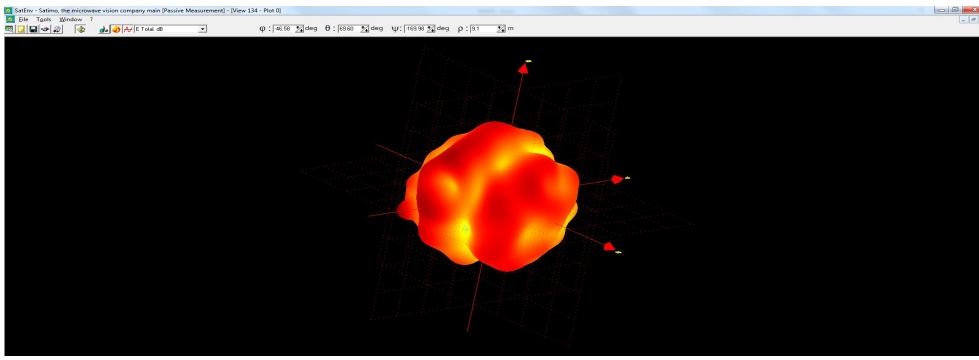 SatEnv - Satimo, the microwave vision company main [Passive Measurement] - [View 134 - Plot 0]
File Tools Window ?
E Total dB φ : -46.58 deg θ : 69.60 deg ψ : -169.98 deg ρ : 9.1 m